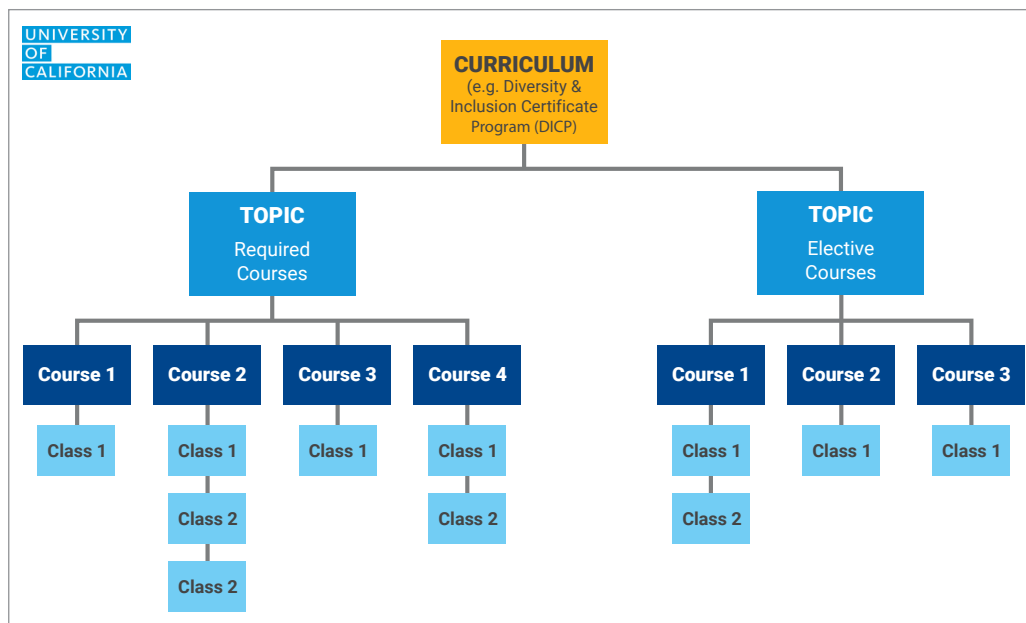 UNIVERSITY
OF
CALIFORNIA
CURRICULUM
(e.g. Diversity &
Inclusion Certificate
Program (DICP)
TOPIC
Required
Courses
TOPIC
Elective
Courses
Course 1
Course 2
Course 3
Course 4
Course 1
Course 2
Course 3
Class 1
Class 1
Class 1
Class 1
Class 1
Class 1
Class 1
Class 2
Class 2
Class 2
Class 2